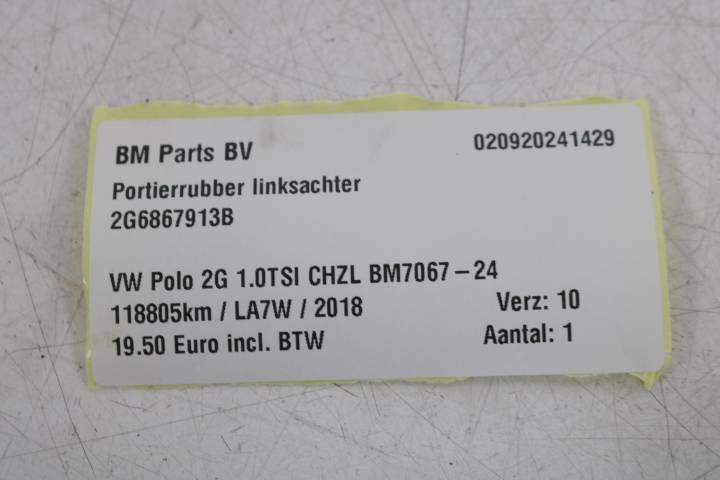 BM Parts BV 020920241429
Portierrubber linksachter
2G6867913B
VW Polo 2G 1.0TSI CHZL BM7067-24
118805km / LA7W / 2018 Verz: 10
19.50 Euro incl. BTW Aantal: 1